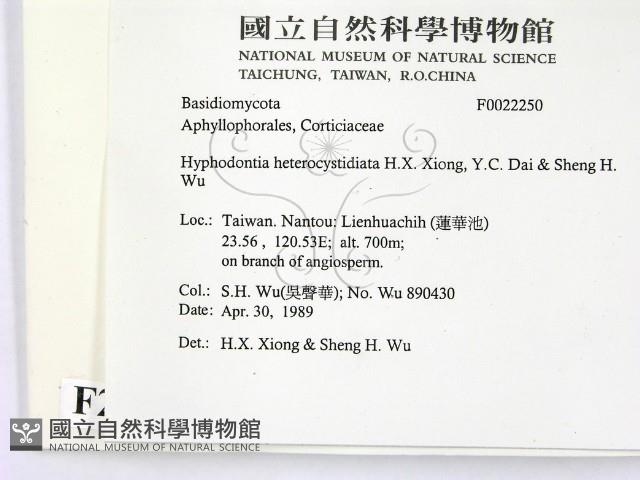 國立自然科學博物館
NATIONAL MUSEUM OF NATURAL SCIENCE
TAICHUNG, TAIWAN, R.O.CHINA
Basidiomycota F0022250
Aphyllophorales, Corticiaceae
Hyphodontia heterocystidiata H.X. Xiong, Y.C. Dai & Sheng H.
Wu
Loc.: Taiwan. Nantou: Lienhuachih (蓮華池)
23.56 , 120.53E; alt. 700m;
on branch of angiosperm.
Col.: S.H. Wu(吳聲華); No. Wu 890430
Date: Apr. 30, 1989
Det.: H.X. Xiong & Sheng H. Wu
國立自然科學博物館
NATIONAL MUSEUM OF NATURAL SCIENCE